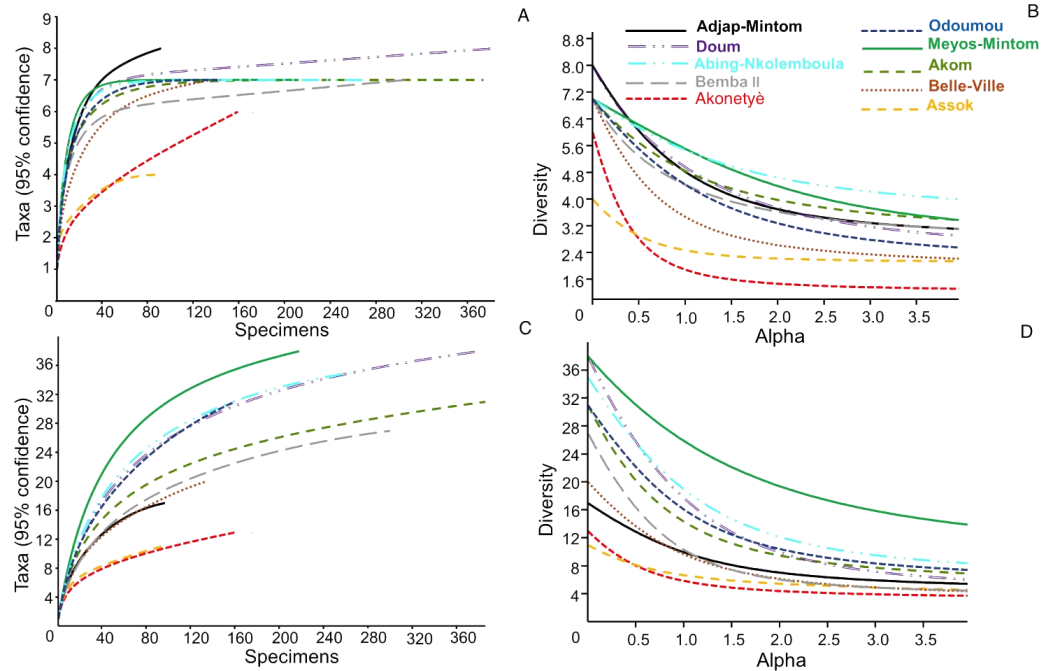 A
Taxa (95% confidence)
9
8
7
6
5
4
3
2
1
0
40 80 120 160 200 240 280 320 360
Specimens
B
Adjap-Mintom
Doum
Abing-Nkolemboula
Bemba II
Akonetyè
Odoumou
Meyos-Mintom
Akom
Belle-Ville
Assok
Diversity
8.8
8.0
7.2
6.4
5.6
4.8
4.0
3.2
2.4
1.6
0 0.5 1.0 1.5 2.0 2.5 3.0 3.5
Alpha
C
Taxa (95% confidence)
36
32
28
24
20
16
12
8
4
0
40 80 120 160 200 240 280 320 360
Specimens
D
Diversity
36
32
28
24
20
16
12
8
4
0 0.5 1.0 1.5 2.0 2.5 3.0 3.5
Alpha